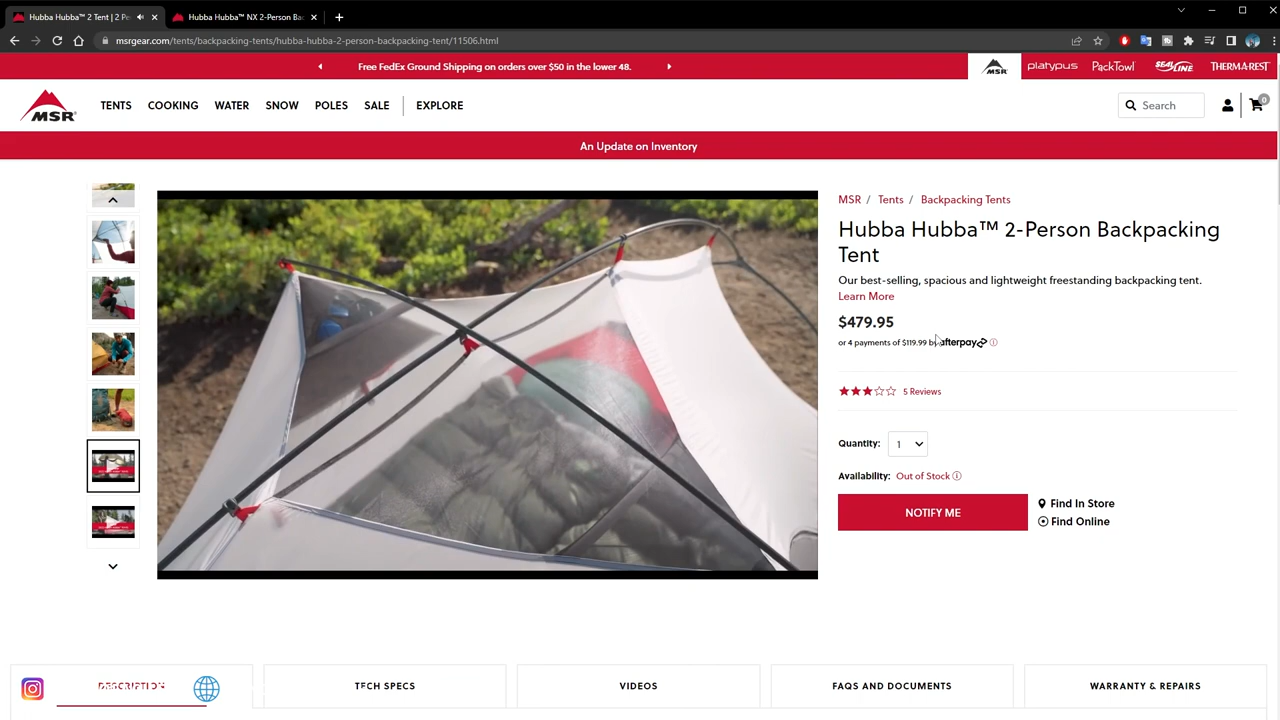 Hubba Hubba™ 2 Tent | 2 Pe
Hubba Hubba™ NX 2-Person Bac
msrgear.com/tents/backpacking-tents/hubba-hubba-2-person-backpacking-tent/11506.html
Free FedEx Ground Shipping on orders over $50 in the lower 48.
MSR
platypus
PACKTOWL
SEALLINE
THERMAREST
MSR
TENTS
COOKING
WATER
SNOW
POLES
SALE
EXPLORE
Search
0
An Update on Inventory
MSR / Tents / Backpacking Tents
Hubba Hubba™ 2-Person Backpacking
Tent
Our best-selling, spacious and lightweight freestanding backpacking tent.
Learn More
$479.95
or 4 payments of $119.99 by afterpay
5 Reviews
Quantity: 1
Availability: Out of Stock
NOTIFY ME
Find In Store
Find Online
DESCRIPTION
TECH SPECS
VIDEOS
FAQS AND DOCUMENTS
WARRANTY & REPAIRS